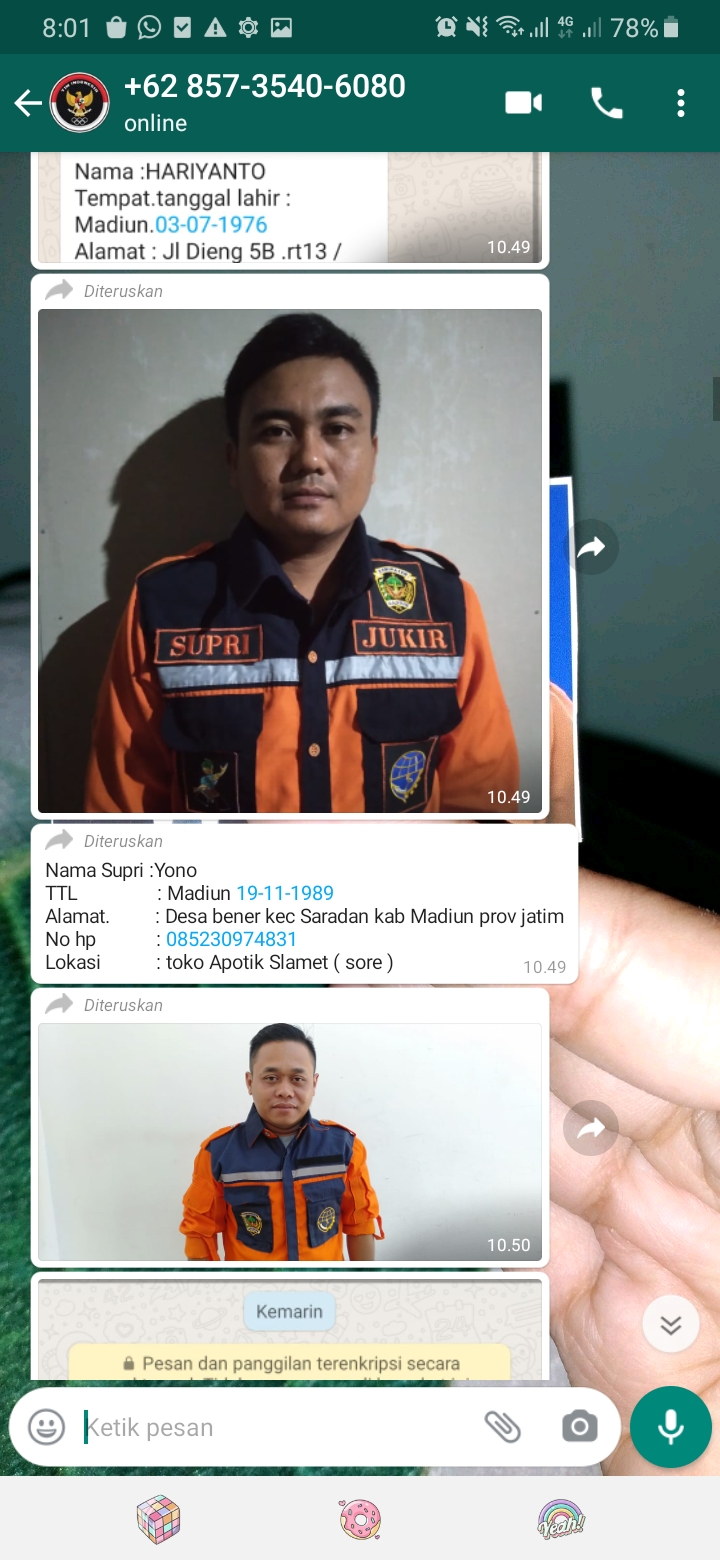 8:01
4G
78%
+62 857-3540-6080
online
Nama :HARIYANTO
Tempat.tanggal lahir :
Madiun.03-07-1976
Alamat : Jl Dieng 5B .rt13 /
10.49
Diteruskan
SUPRI
JUKIR
10.49
Diteruskan
Nama Supri :Yono
TTL : Madiun 19-11-1989
Alamat. : Desa bener kec Saradan kab Madiun prov jatim
No hp : 085230974831
Lokasi : toko Apotik Slamet ( sore )
10.49
Diteruskan
10.50
Kemarin
Pesan dan panggilan terenkripsi secara
Ketik pesan
Yeah!